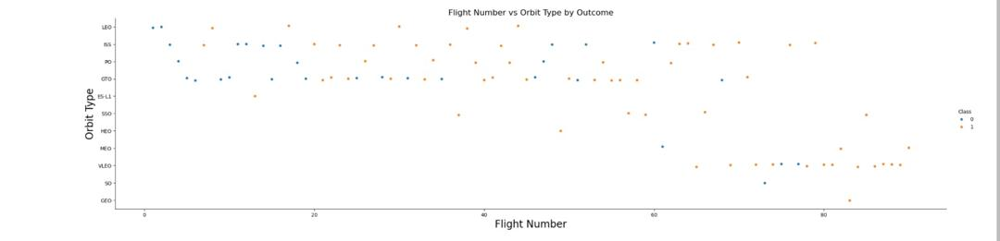 Flight Number vs Orbit Type by Outcome
Orbit Type
LEO
ISS
PO
GTO
ES-L1
SSO
HEO
MEO
VLEO
SO
GEO
0
20
40
60
80
Flight Number
Class
0
1